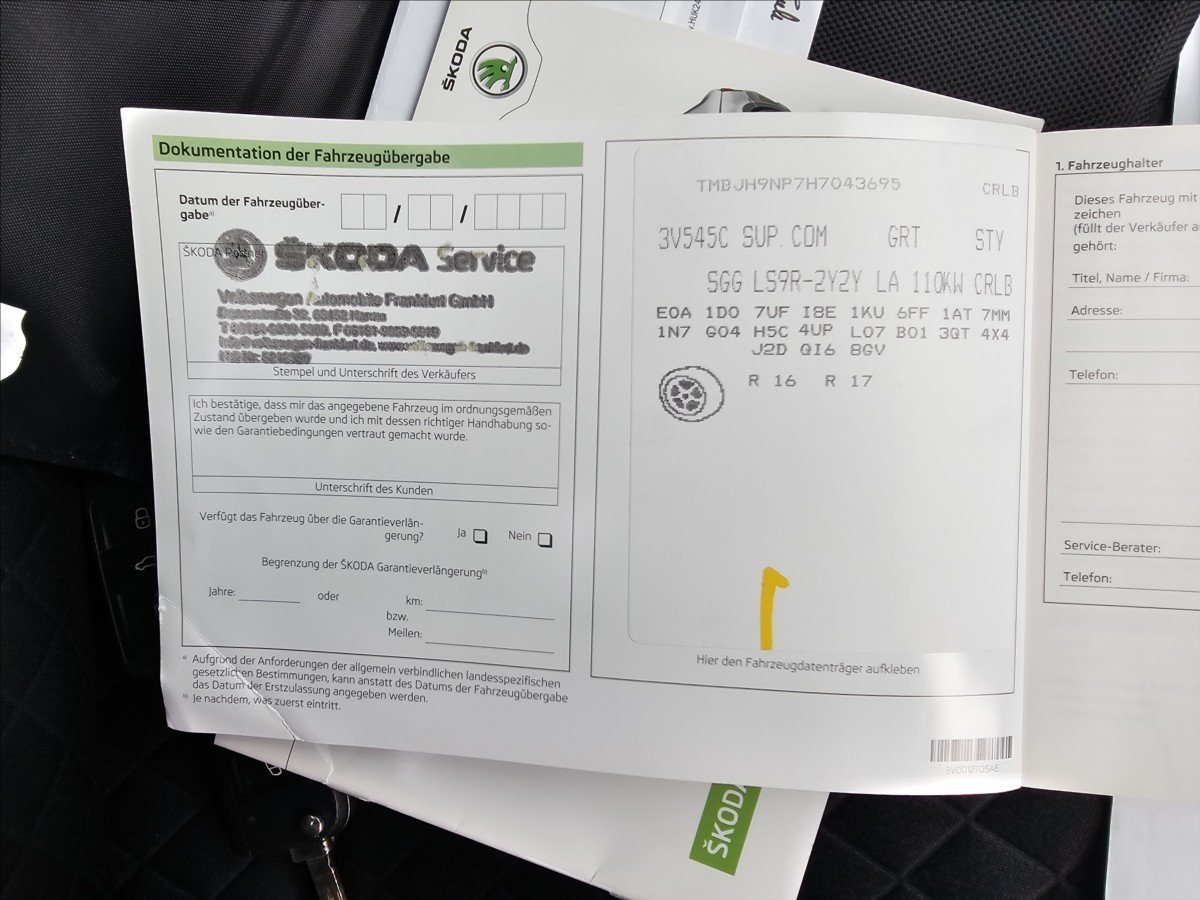 ŠKODA
Dokumentation der Fahrzeugübergabe
Datum der Fahrzeugüber-
gabeᵃ⁾
/ /
ŠKODA Partner
ŠKODA Service
Volkswagen Automobile Frankfurt GmbH
Stempel und Unterschrift des Verkäufers
Ich bestätige, dass mir das angegebene Fahrzeug im ordnungsgemäßen
Zustand übergeben wurde und ich mit dessen richtiger Handhabung so-
wie den Garantiebedingungen vertraut gemacht wurde.
Unterschrift des Kunden
Verfügt das Fahrzeug über die Garantieverlän-
gerung?
Ja
Nein
Begrenzung der ŠKODA Garantieverlängerungᵇ⁾
Jahre:
oder
km:
bzw.
Meilen:
ᵃ⁾ Aufgrund der Anforderungen der allgemein verbindlichen landesspezifischen
gesetzlichen Bestimmungen, kann anstatt des Datums der Fahrzeugübergabe
das Datum der Erstzulassung angegeben werden.
ᵇ⁾ Je nachdem, was zuerst eintritt.
TMBJH9NP7H7043695 CRLB
3V545C SUP.COM GRT STY
SGG LS9R-2Y2Y LA 110KW CRLB
E0A 1D0 7UF I8E 1KU 6FF 1AT 7MM
1N7 G04 H5C 4UP L07 B01 3QT 4X4
J2D QI6 8GV
R 16 R 17
1
Hier den Fahrzeugdatenträger aufkleben
3V0012705AE
1. Fahrzeughalter
Dieses Fahrzeug mit
zeichen
(füllt der Verkäufer
gehört:
Titel, Name / Firma:
Adresse:
Telefon:
Service-Berater:
Telefon:
ŠKODA